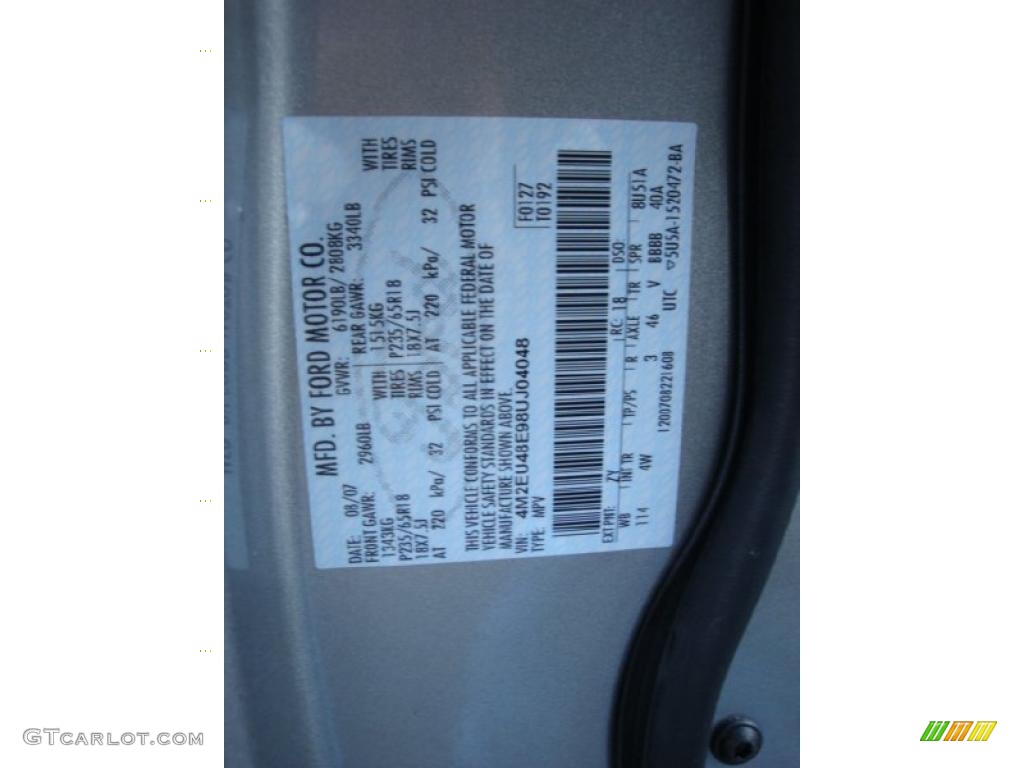 MFD. BY FORD MOTOR CO.
DATE: 08/07 GVWR: 6190LB/ 2808KG
FRONT GAWR: 2960LB REAR GAWR: 3340LB
1343KG WITH 1515KG WITH
P235/65R18 TIRES P235/65R18 TIRES
18X7.5J RIMS 18X7.5J RIMS
AT 220 kPa/ 32 PSI COLD AT 220 kPa/ 32 PSI COLD
THIS VEHICLE CONFORMS TO ALL APPLICABLE FEDERAL MOTOR
VEHICLE SAFETY STANDARDS IN EFFECT ON THE DATE OF
MANUFACTURE SHOWN ABOVE.
VIN: 4M2EU48E98UJ04048
TYPE: MPV
F0127
T0192
EXT PNT: ZY RC: 18 DSO:
WB INT TR TP/PS R AXLE TR SPR 8U51A
114 4W 3 46 V BBBB 40A
1200708221608 UTC ▽5U5A-1520472-BA
GTCarLot.com